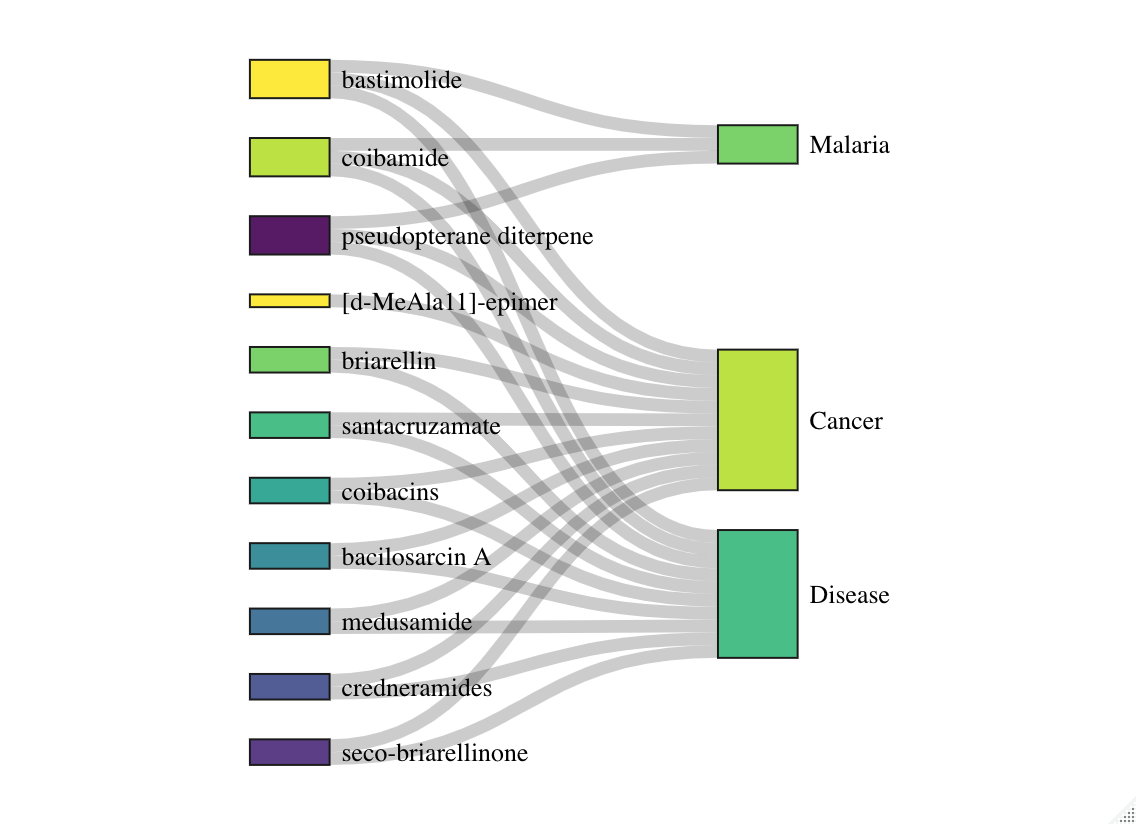 bastimolide
coibamide
pseudopterane diterpene
[d-MeAla11]-epimer
briarellin
santacruzamate
coibacins
bacilosarcin A
medusamide
credneramides
seco-briarellinone
Malaria
Cancer
Disease